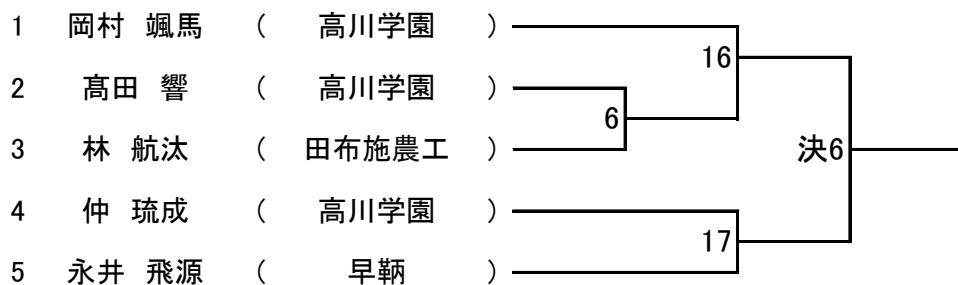 1 岡村 颯馬 ( 高川学園 )
16
2 髙田 響 ( 高川学園 )
6
3 林 航汰 ( 田布施農工 )
決6
4 仲 琉成 ( 高川学園 )
17
5 永井 飛源 ( 早鞆 )